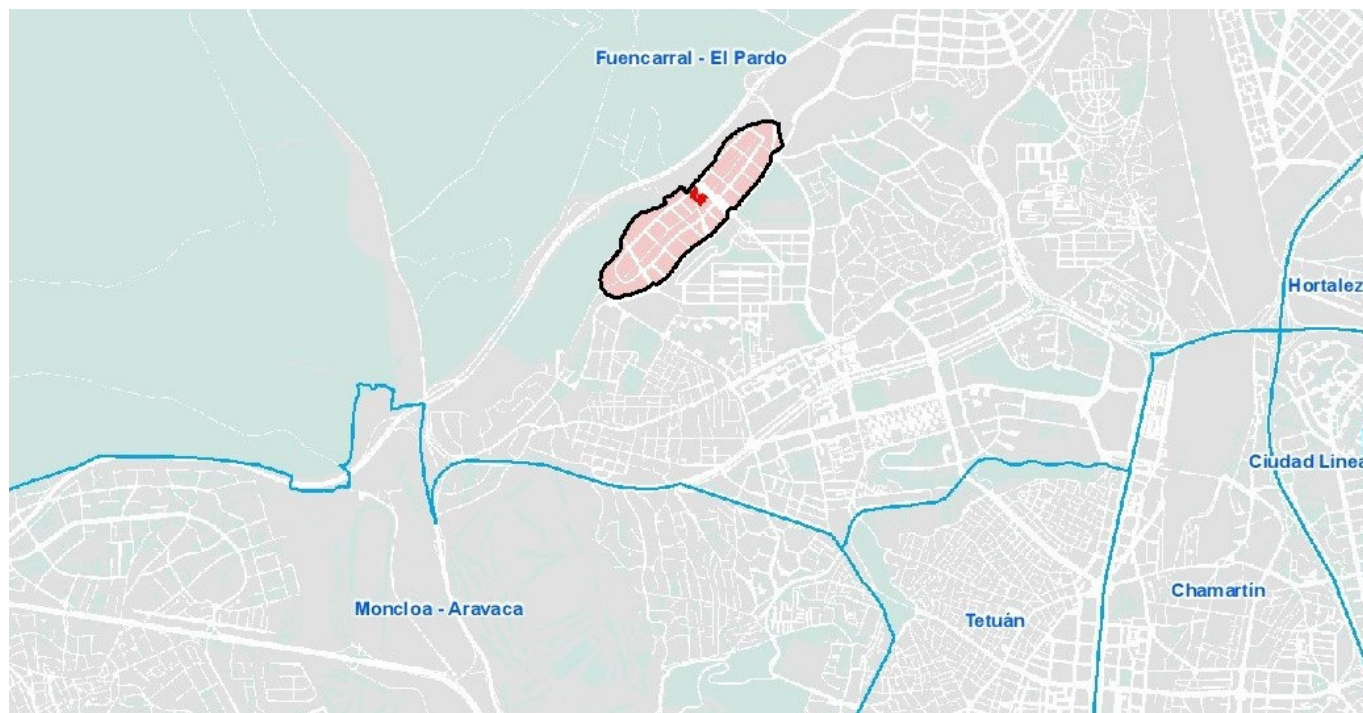 Fuencarral - El Pardo
Hortalez
Ciudad Linea
Chamartín
Moncloa - Aravaca
Tetuán